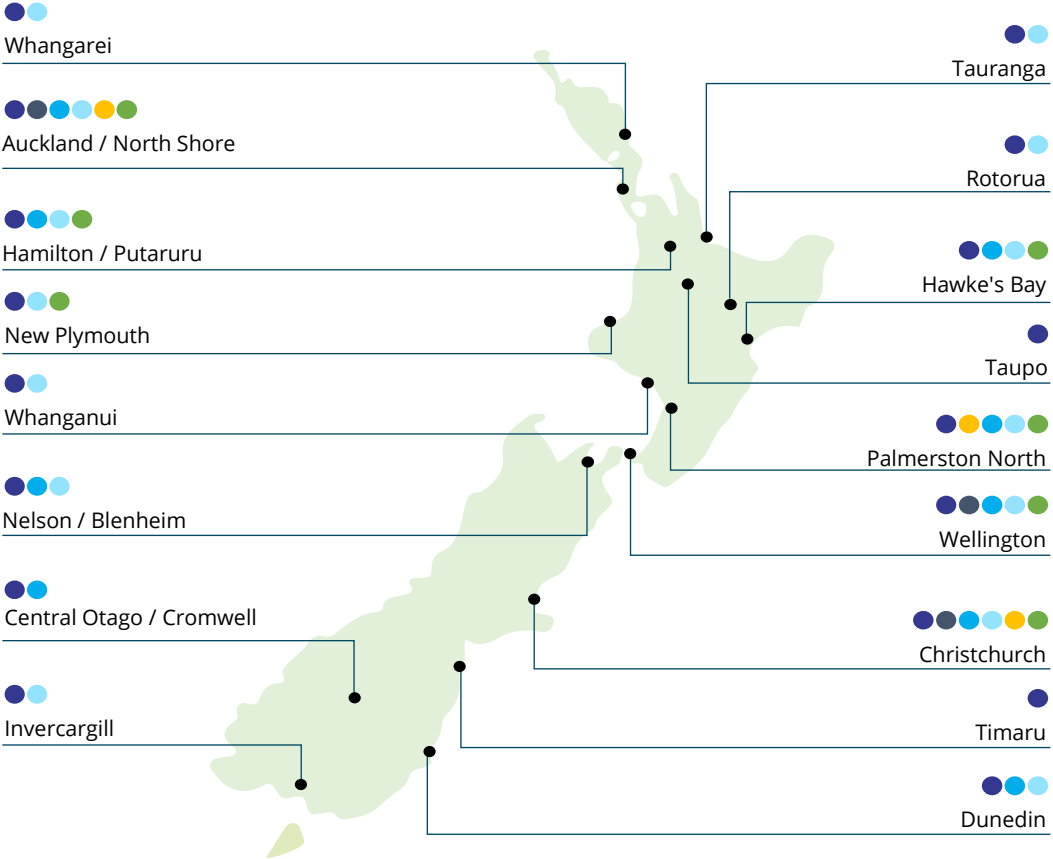 Whangarei
Auckland / North Shore
Hamilton / Putaruru
New Plymouth
Whanganui
Nelson / Blenheim
Central Otago / Cromwell
Invercargill
Tauranga
Rotorua
Hawke's Bay
Taupo
Palmerston North
Wellington
Christchurch
Timaru
Dunedin